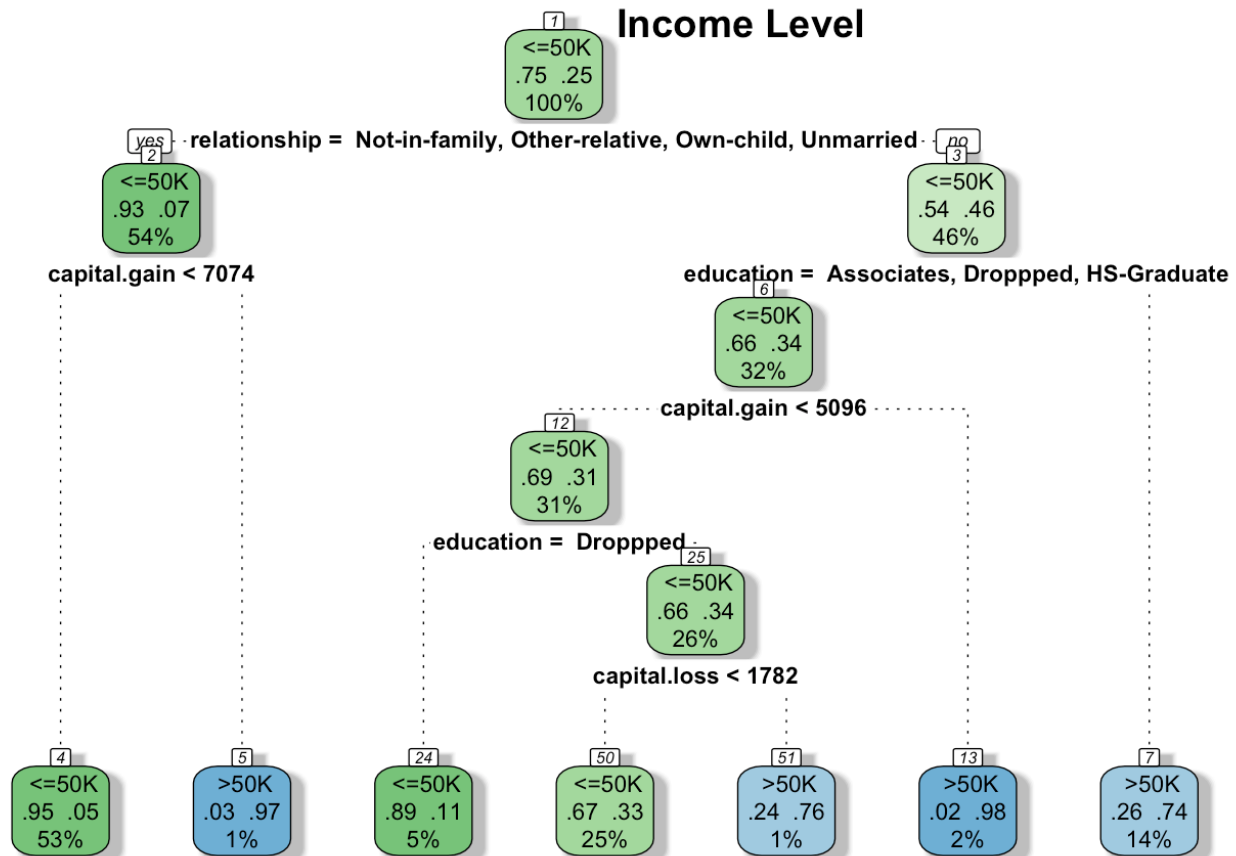 Income Level
1
<=50K
.75 .25
100%
yes relationship = Not-in-family, Other-relative, Own-child, Unmarried no
2
<=50K
.93 .07
54%
3
<=50K
.54 .46
46%
capital.gain < 7074
education = Associates, Droppped, HS-Graduate
6
<=50K
.66 .34
32%
capital.gain < 5096
12
<=50K
.69 .31
31%
education = Droppped
25
<=50K
.66 .34
26%
capital.loss < 1782
4
<=50K
.95 .05
53%
5
>50K
.03 .97
1%
24
<=50K
.89 .11
5%
50
<=50K
.67 .33
25%
51
>50K
.24 .76
1%
13
>50K
.02 .98
2%
7
>50K
.26 .74
14%